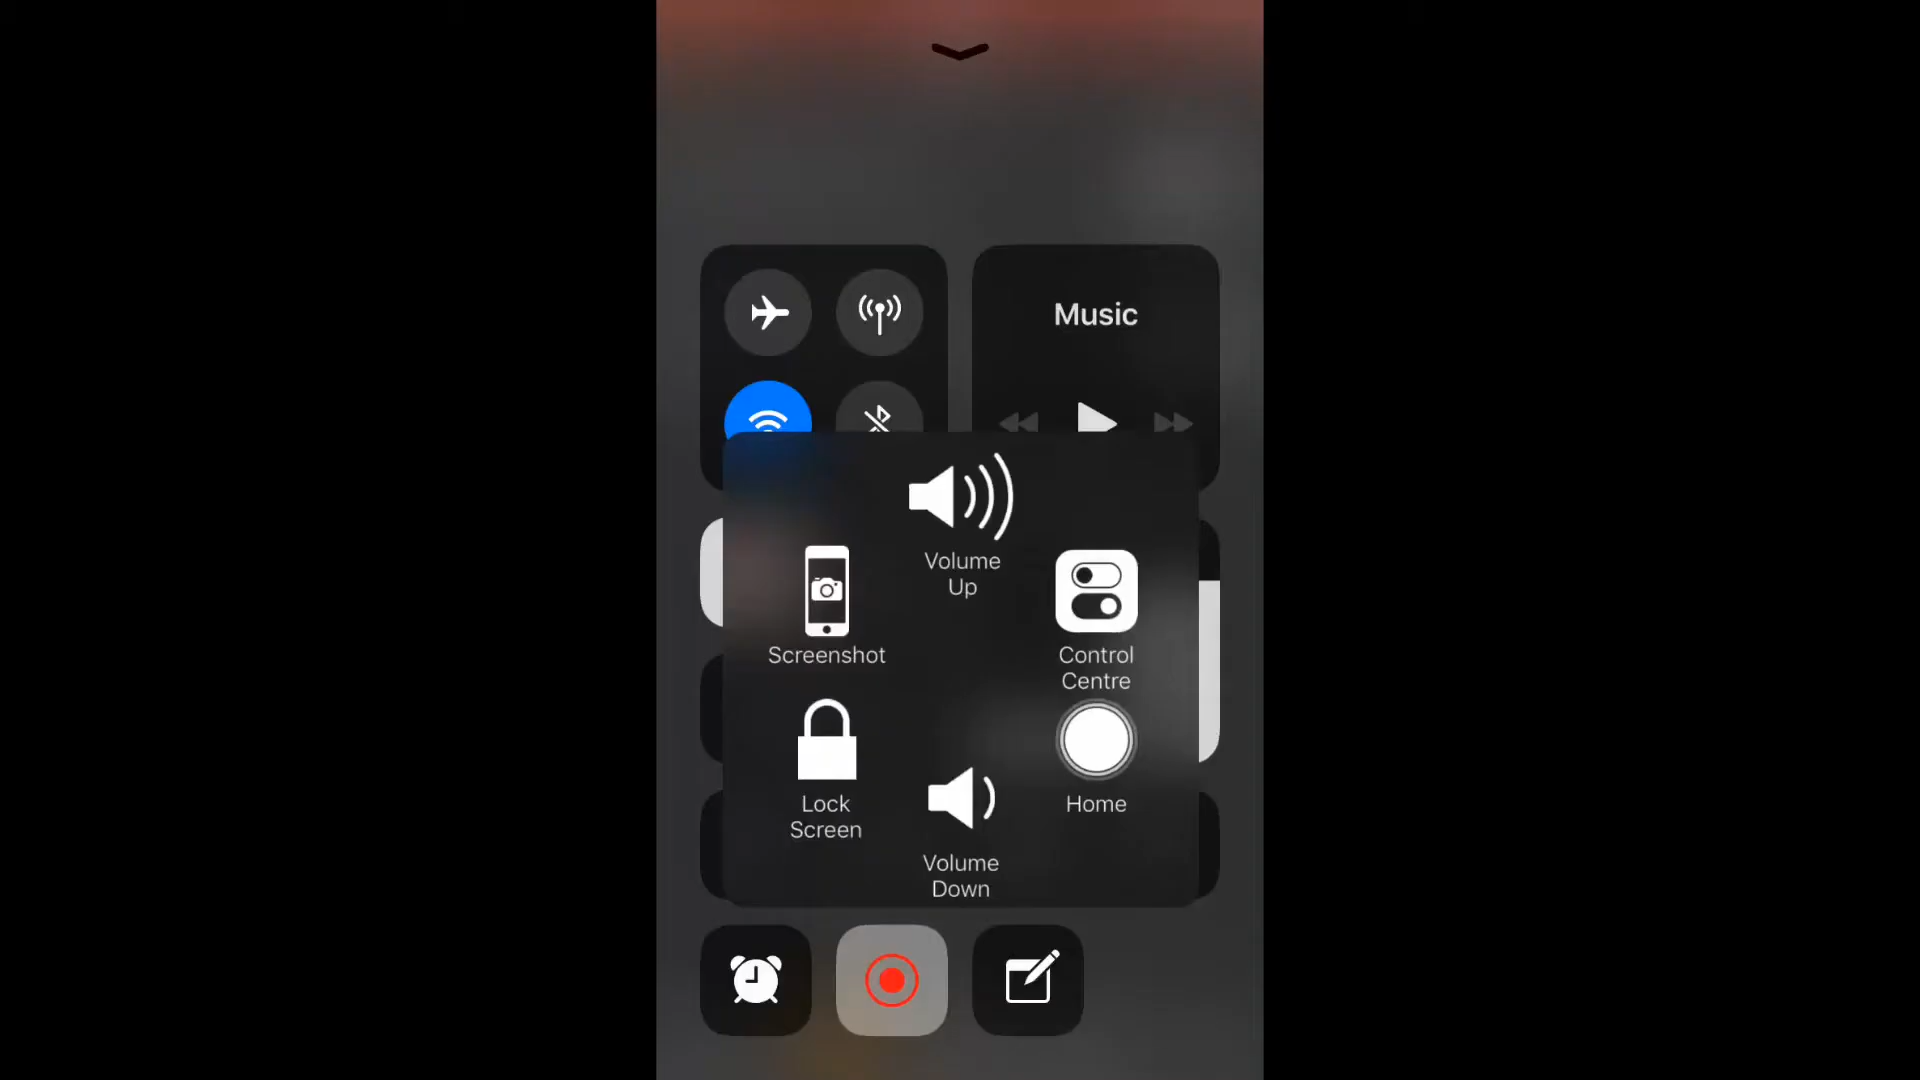 Music
Volume
Up
Screenshot
Control
Centre
Lock
Screen
Home
Volume
Down